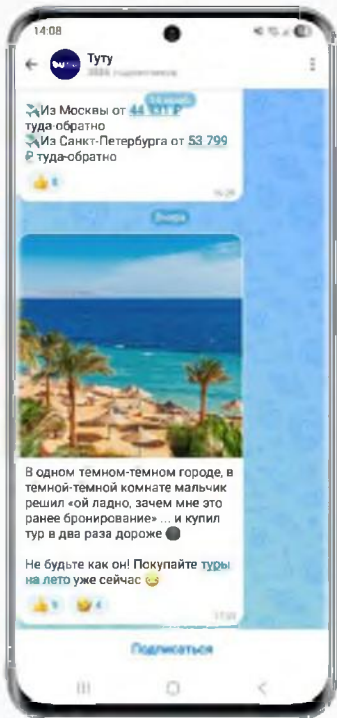 14:08
Туту
Из Москвы от
туда-обратно
Из Санкт-Петербурга от 53 799
₽ туда-обратно
Вчера
В одном темном-темном городе, в
темной-темной комнате мальчик
решил «ой ладно, зачем мне это
ранее бронирование» ... и купил
тур в два раза дороже
Не будьте как он! Покупайте туры
на лето уже сейчас
Подписаться